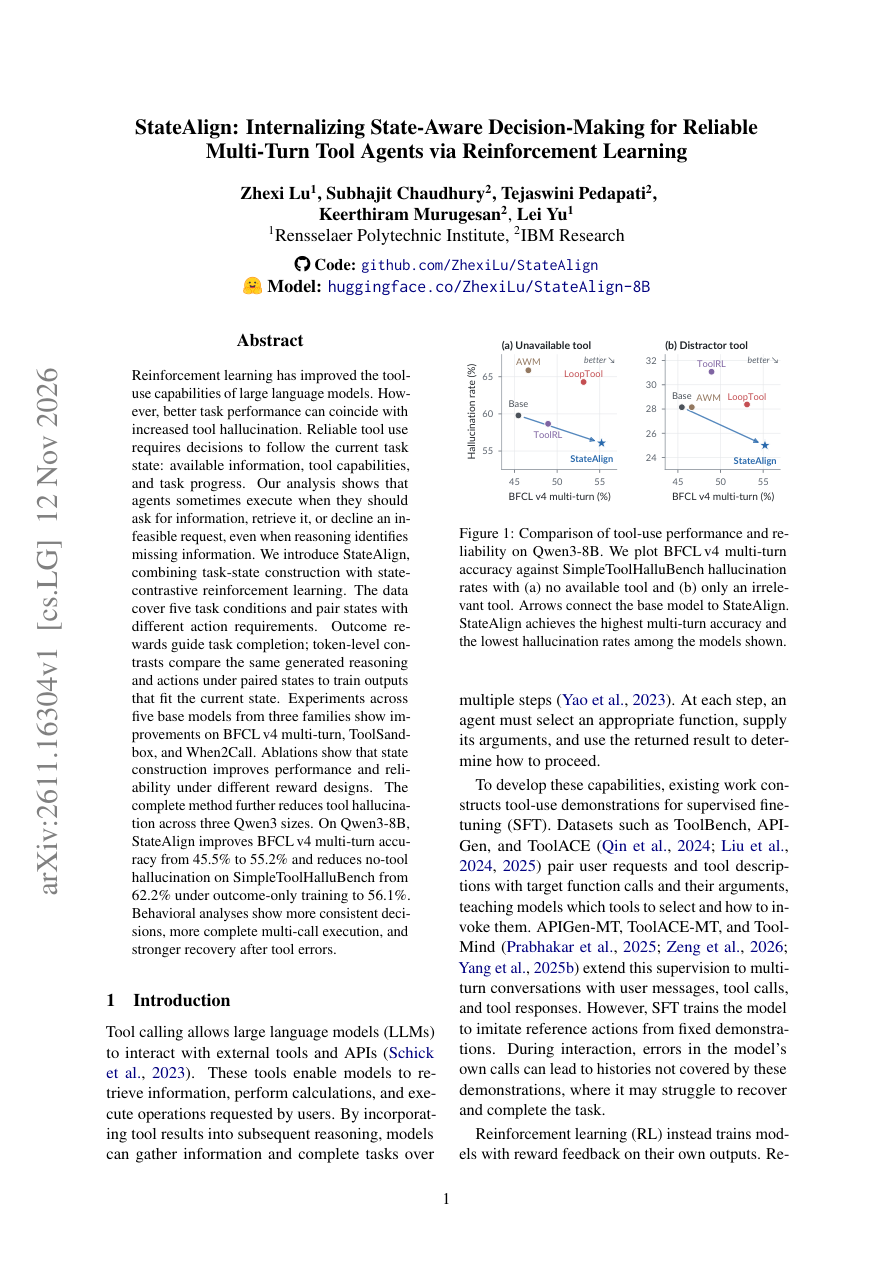 StateAlign: Internalizing State-Aware Decision-Making for Reliable
Multi-Turn Tool Agents via Reinforcement Learning
Zhexi Lu1, Subhajit Chaudhury2, Tejaswini Pedapati2,
Keerthiram Murugesan2, Lei Yu1
1Rensselaer Polytechnic Institute, 2IBM Research
Code: github.com/ZhexiLu/StateAlign
Model: huggingface.co/ZhexiLu/StateAlign-8B
arXiv:2611.16304v1 [cs.LG] 12 Nov 2026
Abstract
Reinforcement learning has improved the tool-
use capabilities of large language models. How-
ever, better task performance can coincide with
increased tool hallucination. Reliable tool use
requires decisions to follow the current task
state: available information, tool capabilities,
and task progress. Our analysis shows that
agents sometimes execute when they should
ask for information, retrieve it, or decline an in-
feasible request, even when reasoning identifies
missing information. We introduce StateAlign,
combining task-state construction with state-
contrastive reinforcement learning. The data
cover five task conditions and pair states with
different action requirements. Outcome re-
wards guide task completion; token-level con-
trasts compare the same generated reasoning
and actions under paired states to train outputs
that fit the current state. Experiments across
five base models from three families show im-
provements on BFCL v4 multi-turn, ToolSand-
box, and When2Call. Ablations show that state
construction improves performance and reli-
ability under different reward designs. The
complete method further reduces tool hallucina-
tion across three Qwen3 sizes. On Qwen3-8B,
StateAlign improves BFCL v4 multi-turn accu-
racy from 45.5% to 55.2% and reduces no-tool
hallucination on SimpleToolHalluBench from
62.2% under outcome-only training to 56.1%.
Behavioral analyses show more consistent deci-
sions, more complete multi-call execution, and
stronger recovery after tool errors.
1 Introduction
Tool calling allows large language models (LLMs)
to interact with external tools and APIs (Schick
et al., 2023). These tools enable models to re-
trieve information, perform calculations, and exe-
cute operations requested by users. By incorporat-
ing tool results into subsequent reasoning, models
can gather information and complete tasks over
(a) Unavailable tool
better ↘
AWM
LoopTool
Base
ToolRL
StateAlign
65
60
55
45 50 55
Hallucination rate (%)
BFCL v4 multi-turn (%)
(b) Distractor tool
better ↘
ToolRL
Base AWM LoopTool
StateAlign
32
30
28
26
24
45 50 55
BFCL v4 multi-turn (%)
Figure 1: Comparison of tool-use performance and re-
liability on Qwen3-8B. We plot BFCL v4 multi-turn
accuracy against SimpleToolHalluBench hallucination
rates with (a) no available tool and (b) only an irrele-
vant tool. Arrows connect the base model to StateAlign.
StateAlign achieves the highest multi-turn accuracy and
the lowest hallucination rates among the models shown.
multiple steps (Yao et al., 2023). At each step, an
agent must select an appropriate function, supply
its arguments, and use the returned result to deter-
mine how to proceed.
To develop these capabilities, existing work con-
structs tool-use demonstrations for supervised fine-
tuning (SFT). Datasets such as ToolBench, API-
Gen, and ToolACE (Qin et al., 2024; Liu et al.,
2024, 2025) pair user requests and tool descrip-
tions with target function calls and their arguments,
teaching models which tools to select and how to in-
voke them. APIGen-MT, ToolACE-MT, and Tool-
Mind (Prabhakar et al., 2025; Zeng et al., 2026;
Yang et al., 2025b) extend this supervision to multi-
turn conversations with user messages, tool calls,
and tool responses. However, SFT trains the model
to imitate reference actions from fixed demonstra-
tions. During interaction, errors in the model's
own calls can lead to histories not covered by these
demonstrations, where it may struggle to recover
and complete the task.
Reinforcement learning (RL) instead trains mod-
els with reward feedback on their own outputs. Re-
1